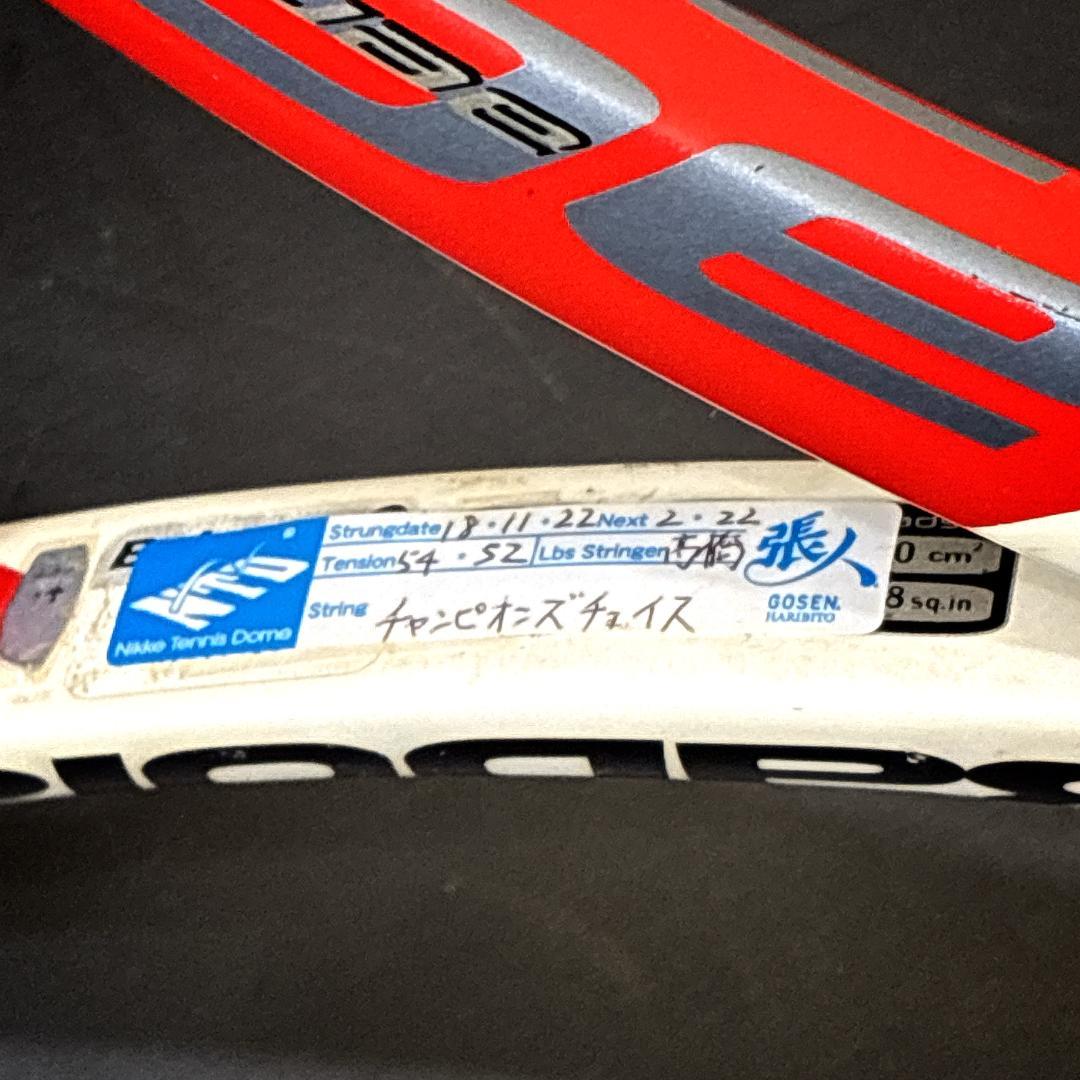 Strungdate 18・11・22 Next 2・22
Tension 54・52 Lbs Stringer 高橋
String チャンピオンズチョイス
NTD
Nikke Tennis Dome
張人
GOSEN.
HARIBITO
0 cm²
8 sq.in